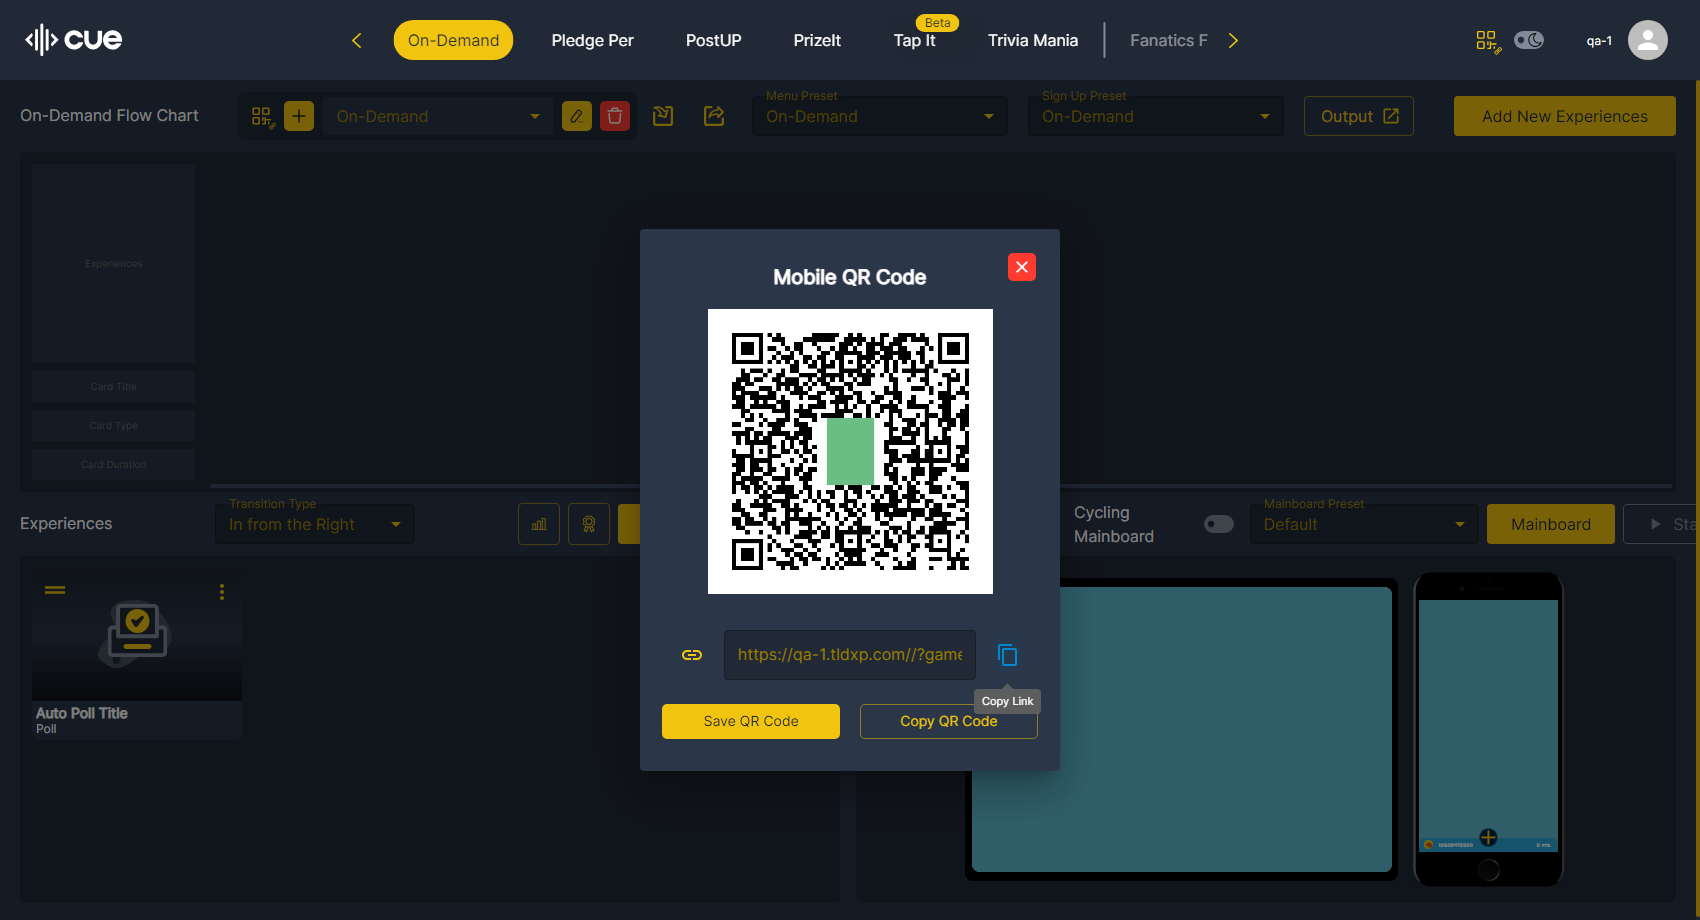 cue
On-Demand
Pledge Per
PostUP
PrizeIt
Beta
Tap It
Trivia Mania
Fanatics F
qa-1
On-Demand Flow Chart
On-Demand
Menu Preset
On-Demand
Sign Up Preset
On-Demand
Output
Add New Experiences
Experiences
Card Title
Card Type
Card Duration
Mobile QR Code
https://qa-1.tldxp.com//?game
Copy Link
Save QR Code
Copy QR Code
Experiences
Transition Type
In from the Right
Cycling
Mainboard
Mainboard Preset
Default
Mainboard
Sta
Auto Poll Title
Poll
0 Pts.